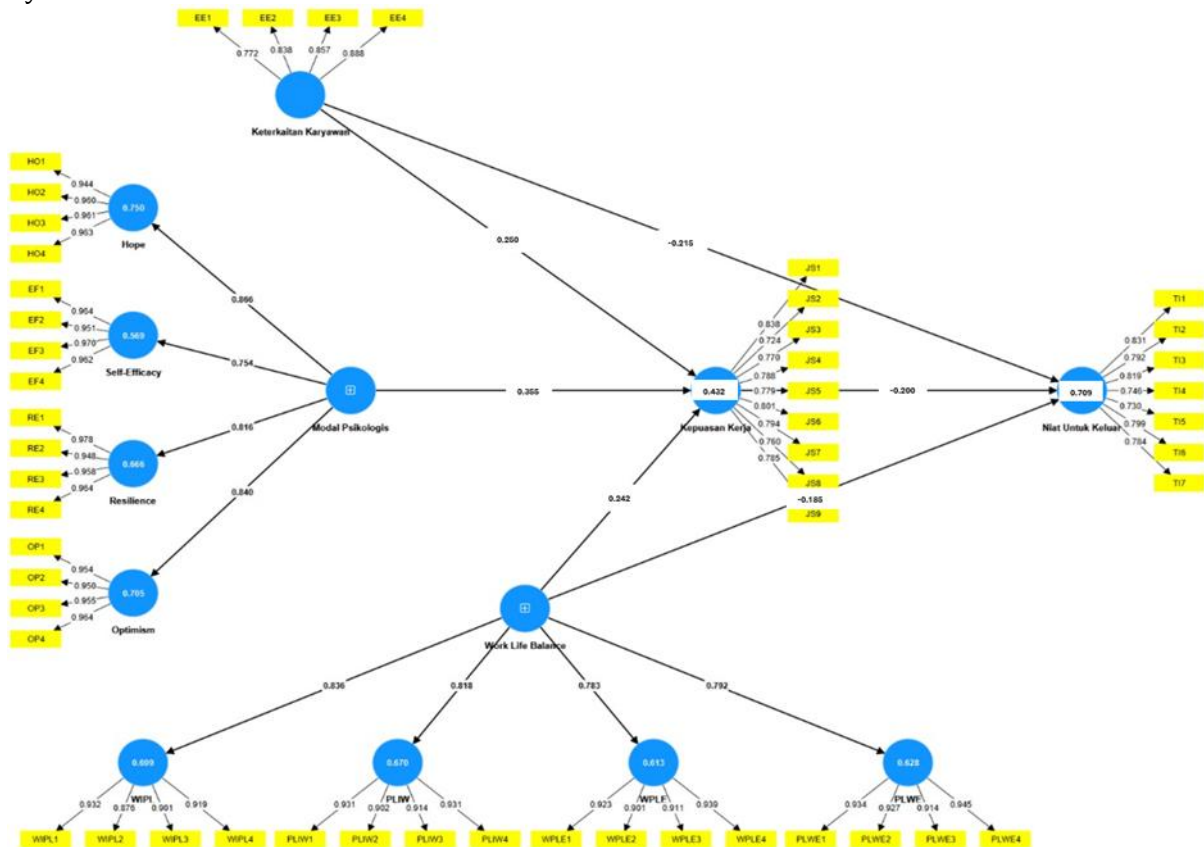 EE1 EE2 EE3 EE4
0.772 0.838 0.857 0.888
Keterkaitan Karyawan
HO1
HO2
HO3
HO4
0.944
0.960
0.961
0.963
0.750
Hope
EF1
EF2
EF3
EF4
0.964
0.951
0.970
0.962
0.569
Self-Efficacy
RE1
RE2
RE3
RE4
0.978
0.948
0.958
0.964
0.666
Resilience
OP1
OP2
OP3
OP4
0.954
0.950
0.955
0.964
0.705
Optimism
0.866
0.754
0.816
0.840
Modal Psikologis
0.250
-0.215
0.355
JS1
JS2
JS3
JS4
JS5
JS6
JS7
JS8
JS9
0.838
0.724
0.770
0.788
0.779
0.801
0.794
0.760
0.785
0.432
Kepuasan Kerja
-0.200
0.242
-0.185
TI1
TI2
TI3
TI4
TI5
TI6
TI7
0.831
0.792
0.819
0.746
0.730
0.799
0.784
0.709
Niat Untuk Keluar
Work Life Balance
0.836 0.818 0.783 0.792
0.699 0.670 0.613 0.628
WIPL PLIW WPLE PLWE
0.932 0.876 0.901 0.919 0.931 0.902 0.914 0.931 0.923 0.901 0.911 0.939 0.934 0.927 0.914 0.945
WIPL1 WIPL2 WIPL3 WIPL4 PLIW1 PLIW2 PLIW3 PLIW4 WPLE1 WPLE2 WPLE3 WPLE4 PLWE1 PLWE2 PLWE3 PLWE4